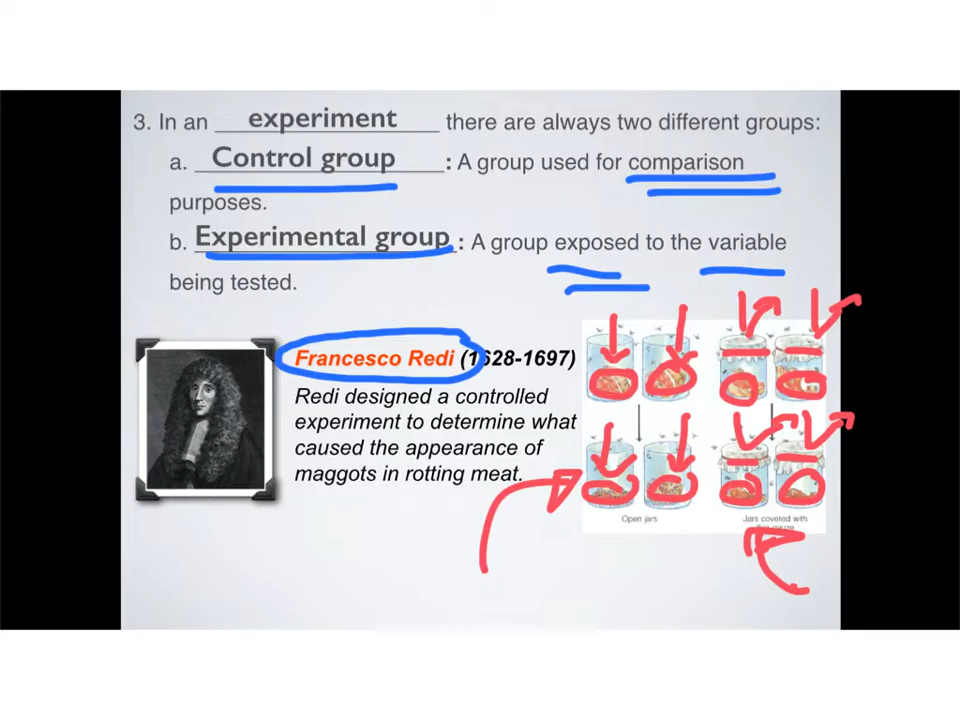 3. In an experiment there are always two different groups:
a. Control group : A group used for comparison
purposes.
b. Experimental group : A group exposed to the variable
being tested.
Francesco Redi (1628-1697)
Redi designed a controlled
experiment to determine what
caused the appearance of
maggots in rotting meat.
Open jars
Jars covered with